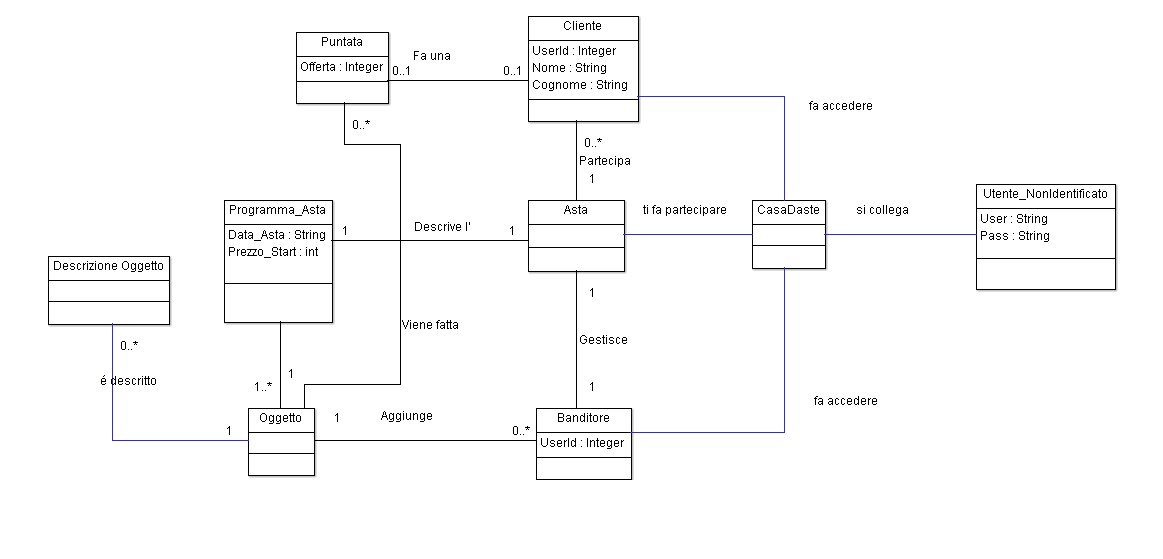 Cliente
UserId : Integer
Nome : String
Cognome : String
Puntata
Offerta : Integer
Fa una
0..1
0..1
fa accedere
0..*
0..*
Partecipa
1
Utente_NonIdentificato
User : String
Pass : String
Programma_Asta
Data_Asta : String
Prezzo_Start : int
1
Descrive l'
1
Asta
ti fa partecipare
CasaDaste
si collega
Descrizione Oggetto
1
Viene fatta
Gestisce
0..*
é descritto
1
1..*
1
fa accedere
1
Oggetto
1
Aggiunge
0..*
Banditore
UserId : Integer